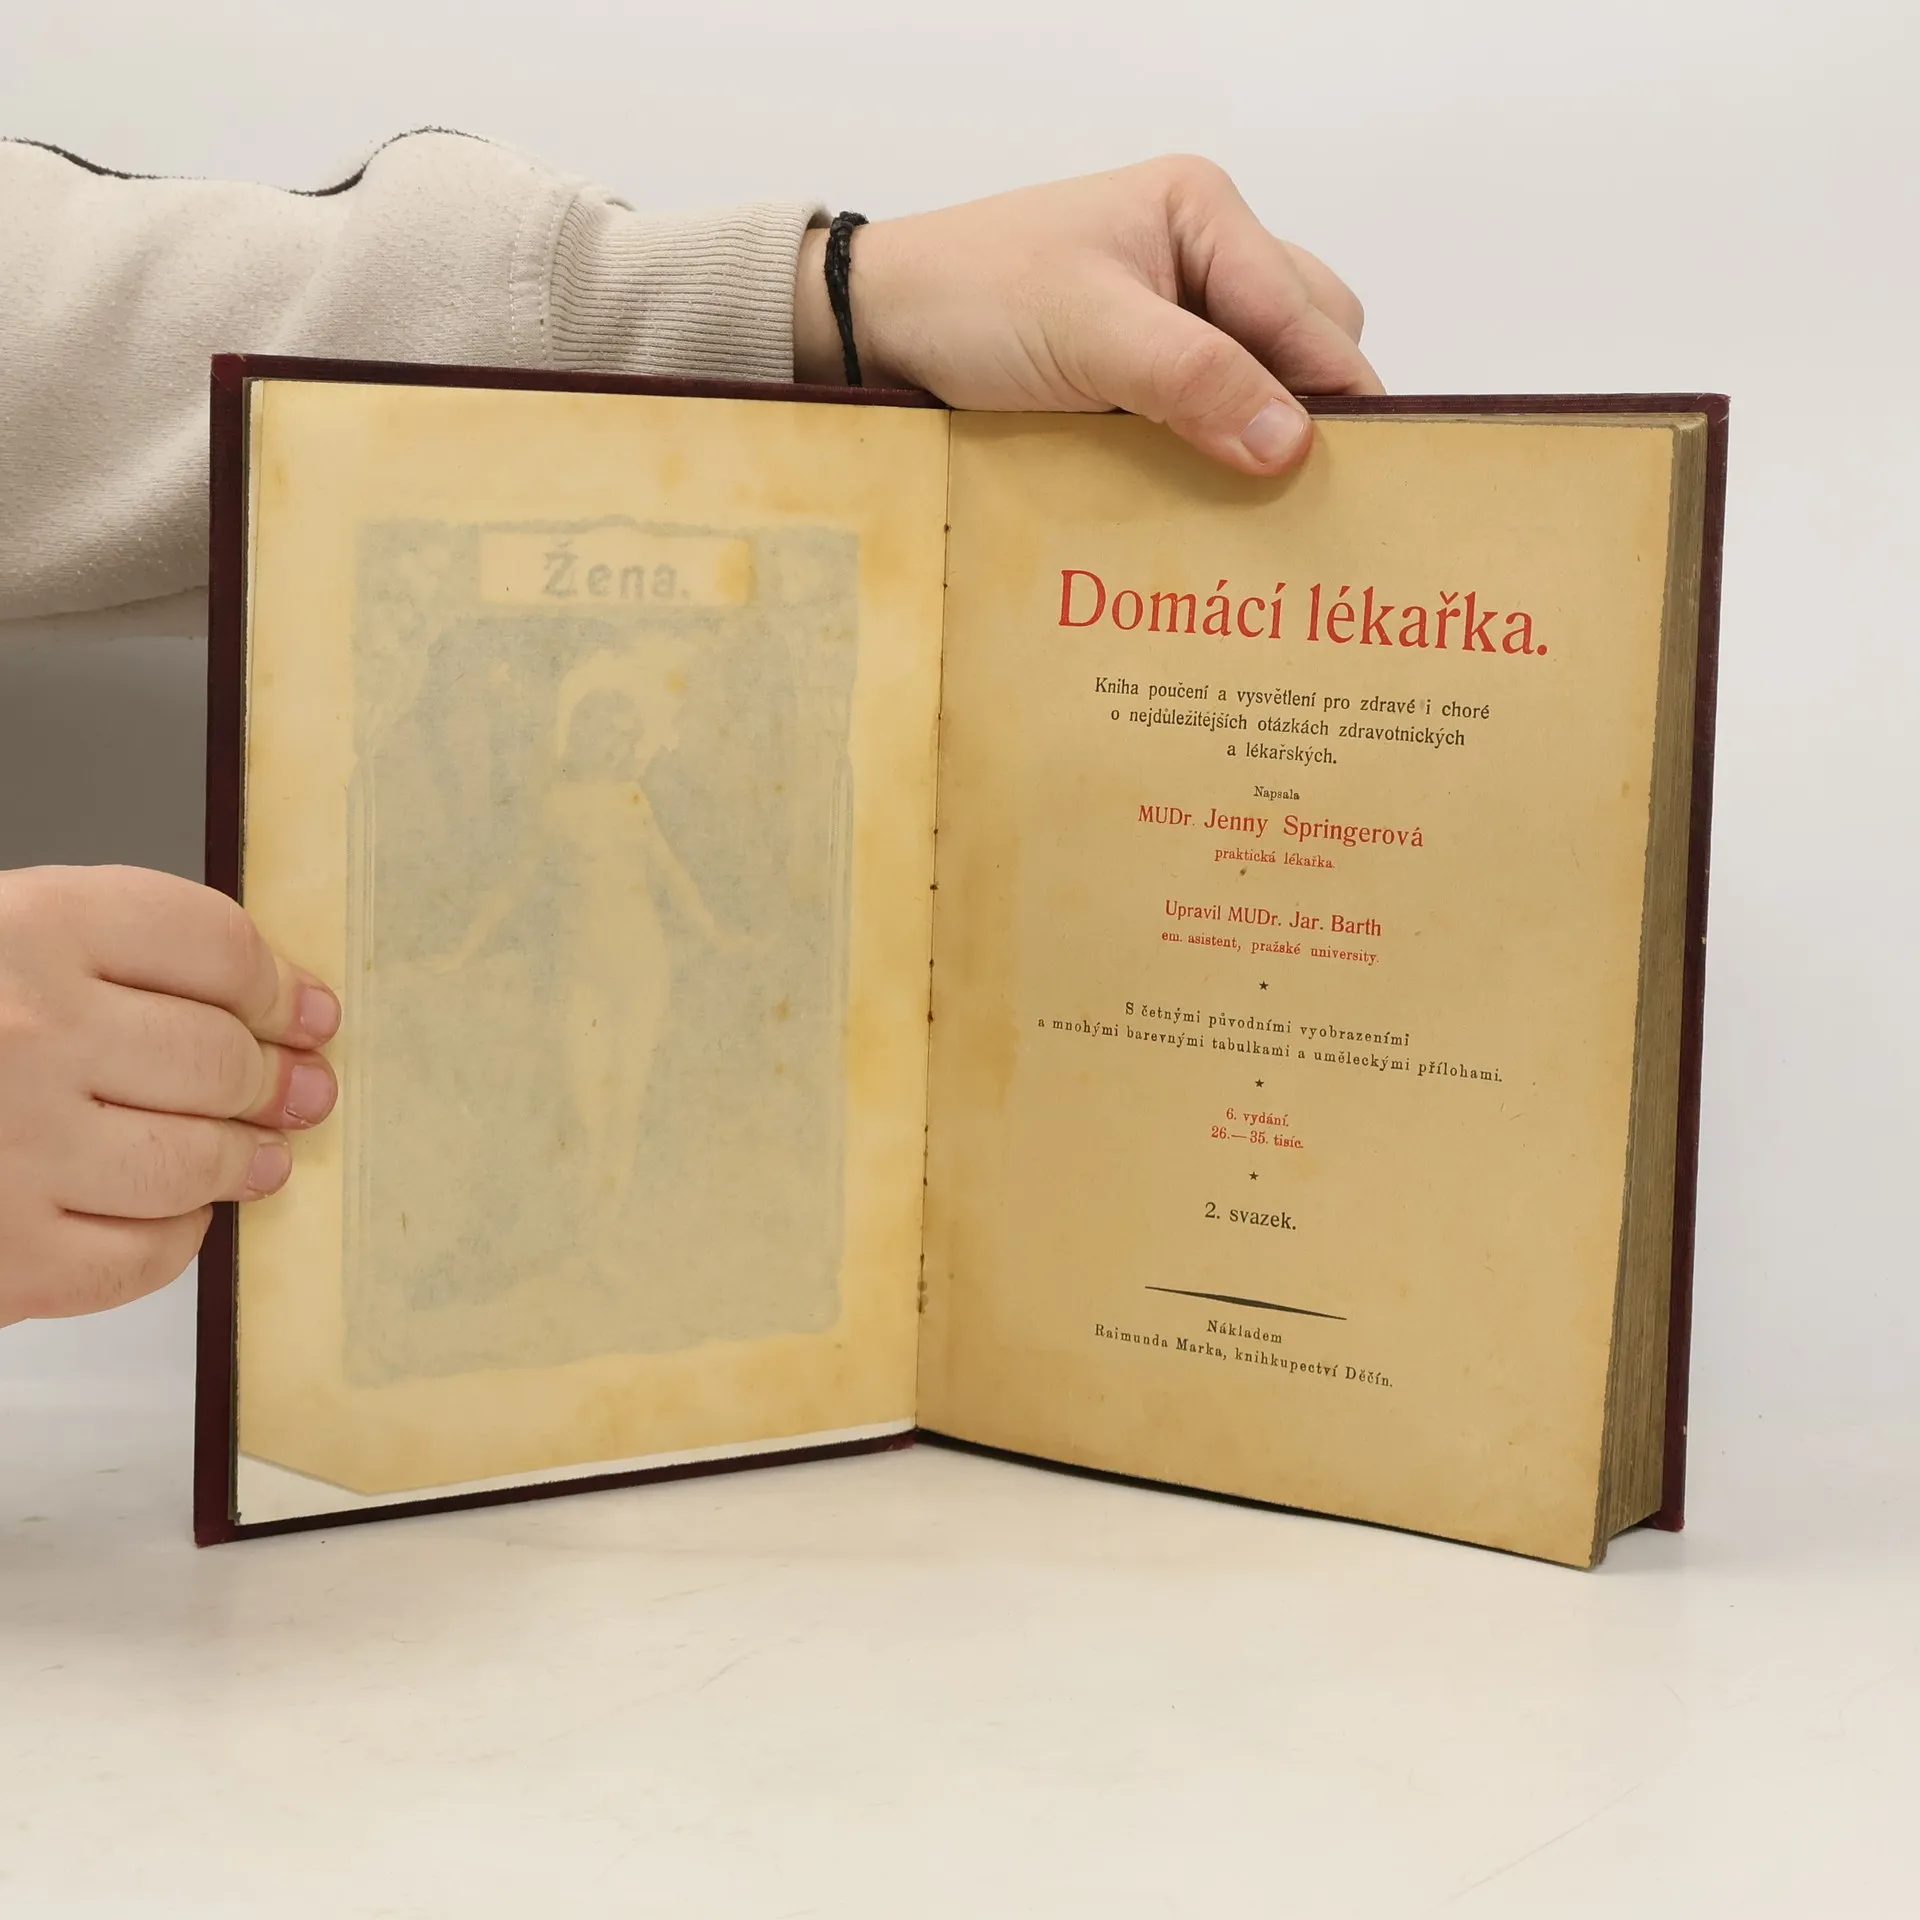 Žena.
Domácí lékařka.
Kniha poučení a vysvětlení pro zdravé i choré
o nejdůležitějších otázkách zdravotnických
a lékařských.
Napsala
MUDr. Jenny Springerová
praktická lékařka.
Upravil MUDr. Jar. Barth
em. asistent, pražské university.
S četnými původními vyobrazeními
a mnohými barevnými tabulkami a uměleckými přílohami.
6. vydání.
26.—35. tisíc.
2. svazek.
Nákladem
Raimunda Marka, knihkupectví Děčín.